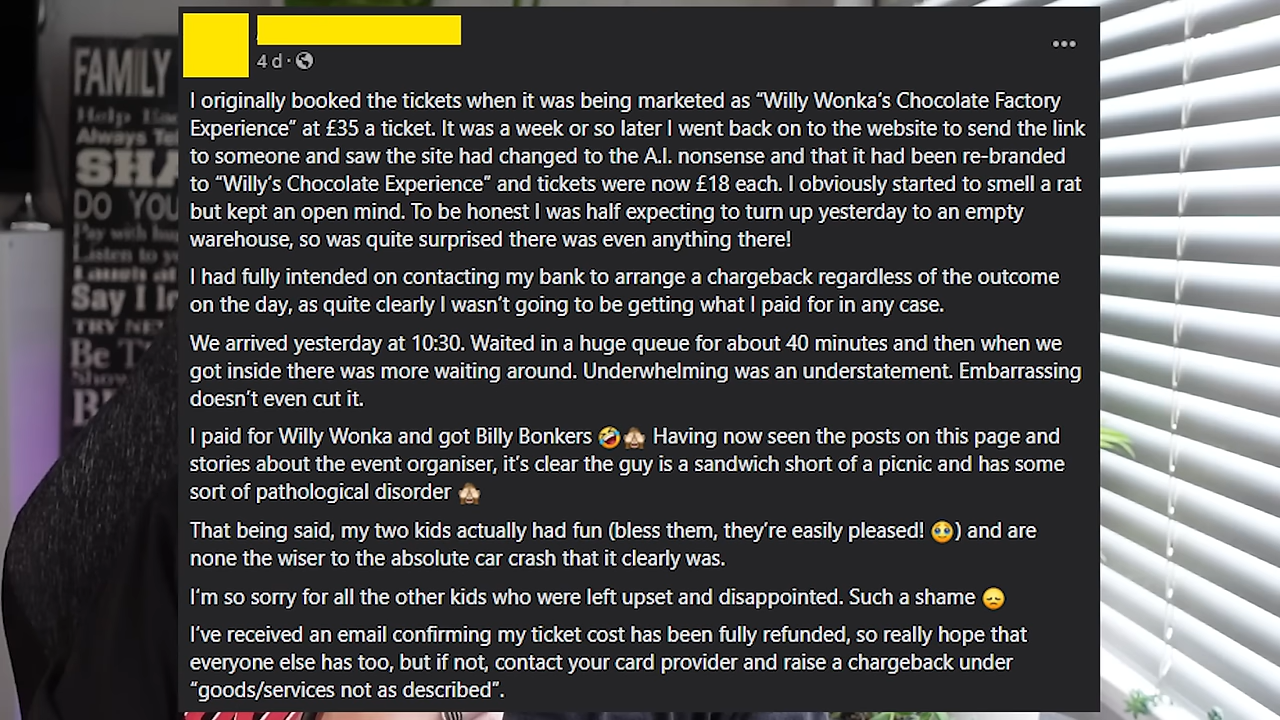 FAMILY
Help
Always
SHA
DO YOU
Pay with
Listen to
Laugh at
Say I
TRY NE
Be T
Show
4 d ·
I originally booked the tickets when it was being marketed as “Willy Wonka’s Chocolate Factory
Experience” at £35 a ticket. It was a week or so later I went back on to the website to send the link
to someone and saw the site had changed to the A.I. nonsense and that it had been re-branded
to “Willy’s Chocolate Experience” and tickets were now £18 each. I obviously started to smell a rat
but kept an open mind. To be honest I was half expecting to turn up yesterday to an empty
warehouse, so was quite surprised there was even anything there!
I had fully intended on contacting my bank to arrange a chargeback regardless of the outcome
on the day, as quite clearly I wasn’t going to be getting what I paid for in any case.
We arrived yesterday at 10:30. Waited in a huge queue for about 40 minutes and then when we
got inside there was more waiting around. Underwhelming was an understatement. Embarrassing
doesn’t even cut it.
I paid for Willy Wonka and got Billy Bonkers 🤣🙈 Having now seen the posts on this page and
stories about the event organiser, it’s clear the guy is a sandwich short of a picnic and has some
sort of pathological disorder 🙈
That being said, my two kids actually had fun (bless them, they’re easily pleased! 🥹) and are
none the wiser to the absolute car crash that it clearly was.
I’m so sorry for all the other kids who were left upset and disappointed. Such a shame 😞
I’ve received an email confirming my ticket cost has been fully refunded, so really hope that
everyone else has too, but if not, contact your card provider and raise a chargeback under
“goods/services not as described”.